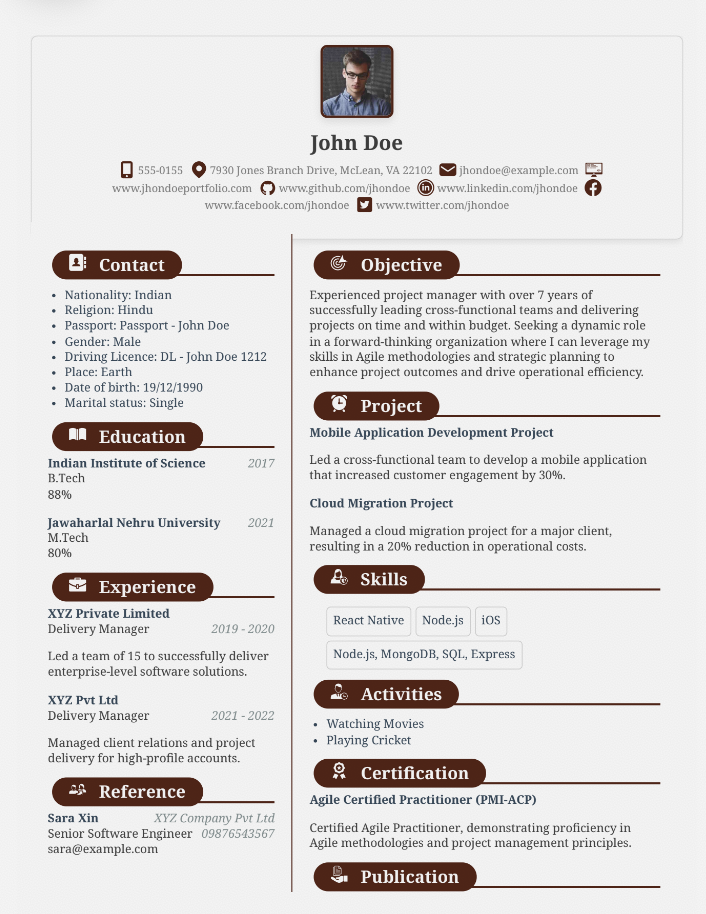 John Doe
555-0155 7930 Jones Branch Drive, McLean, VA 22102 jhondoe@example.com
www.jhondoeportfolio.com www.github.com/jhondoe www.linkedin.com/jhondoe
www.facebook.com/jhondoe www.twitter.com/jhondoe
Contact
• Nationality: Indian
• Religion: Hindu
• Passport: Passport - John Doe
• Gender: Male
• Driving Licence: DL - John Doe 1212
• Place: Earth
• Date of birth: 19/12/1990
• Marital status: Single
Education
Indian Institute of Science 2017
B.Tech
88%
Jawaharlal Nehru University 2021
M.Tech
80%
Experience
XYZ Private Limited
Delivery Manager 2019 - 2020
Led a team of 15 to successfully deliver
enterprise-level software solutions.
XYZ Pvt Ltd
Delivery Manager 2021 - 2022
Managed client relations and project
delivery for high-profile accounts.
Reference
Sara Xin XYZ Company Pvt Ltd
Senior Software Engineer 09876543567
sara@example.com
Objective
Experienced project manager with over 7 years of
successfully leading cross-functional teams and delivering
projects on time and within budget. Seeking a dynamic role
in a forward-thinking organization where I can leverage my
skills in Agile methodologies and strategic planning to
enhance project outcomes and drive operational efficiency.
Project
Mobile Application Development Project
Led a cross-functional team to develop a mobile application
that increased customer engagement by 30%.
Cloud Migration Project
Managed a cloud migration project for a major client,
resulting in a 20% reduction in operational costs.
Skills
React Native Node.js iOS
Node.js, MongoDB, SQL, Express
Activities
• Watching Movies
• Playing Cricket
Certification
Agile Certified Practitioner (PMI-ACP)
Certified Agile Practitioner, demonstrating proficiency in
Agile methodologies and project management principles.
Publication